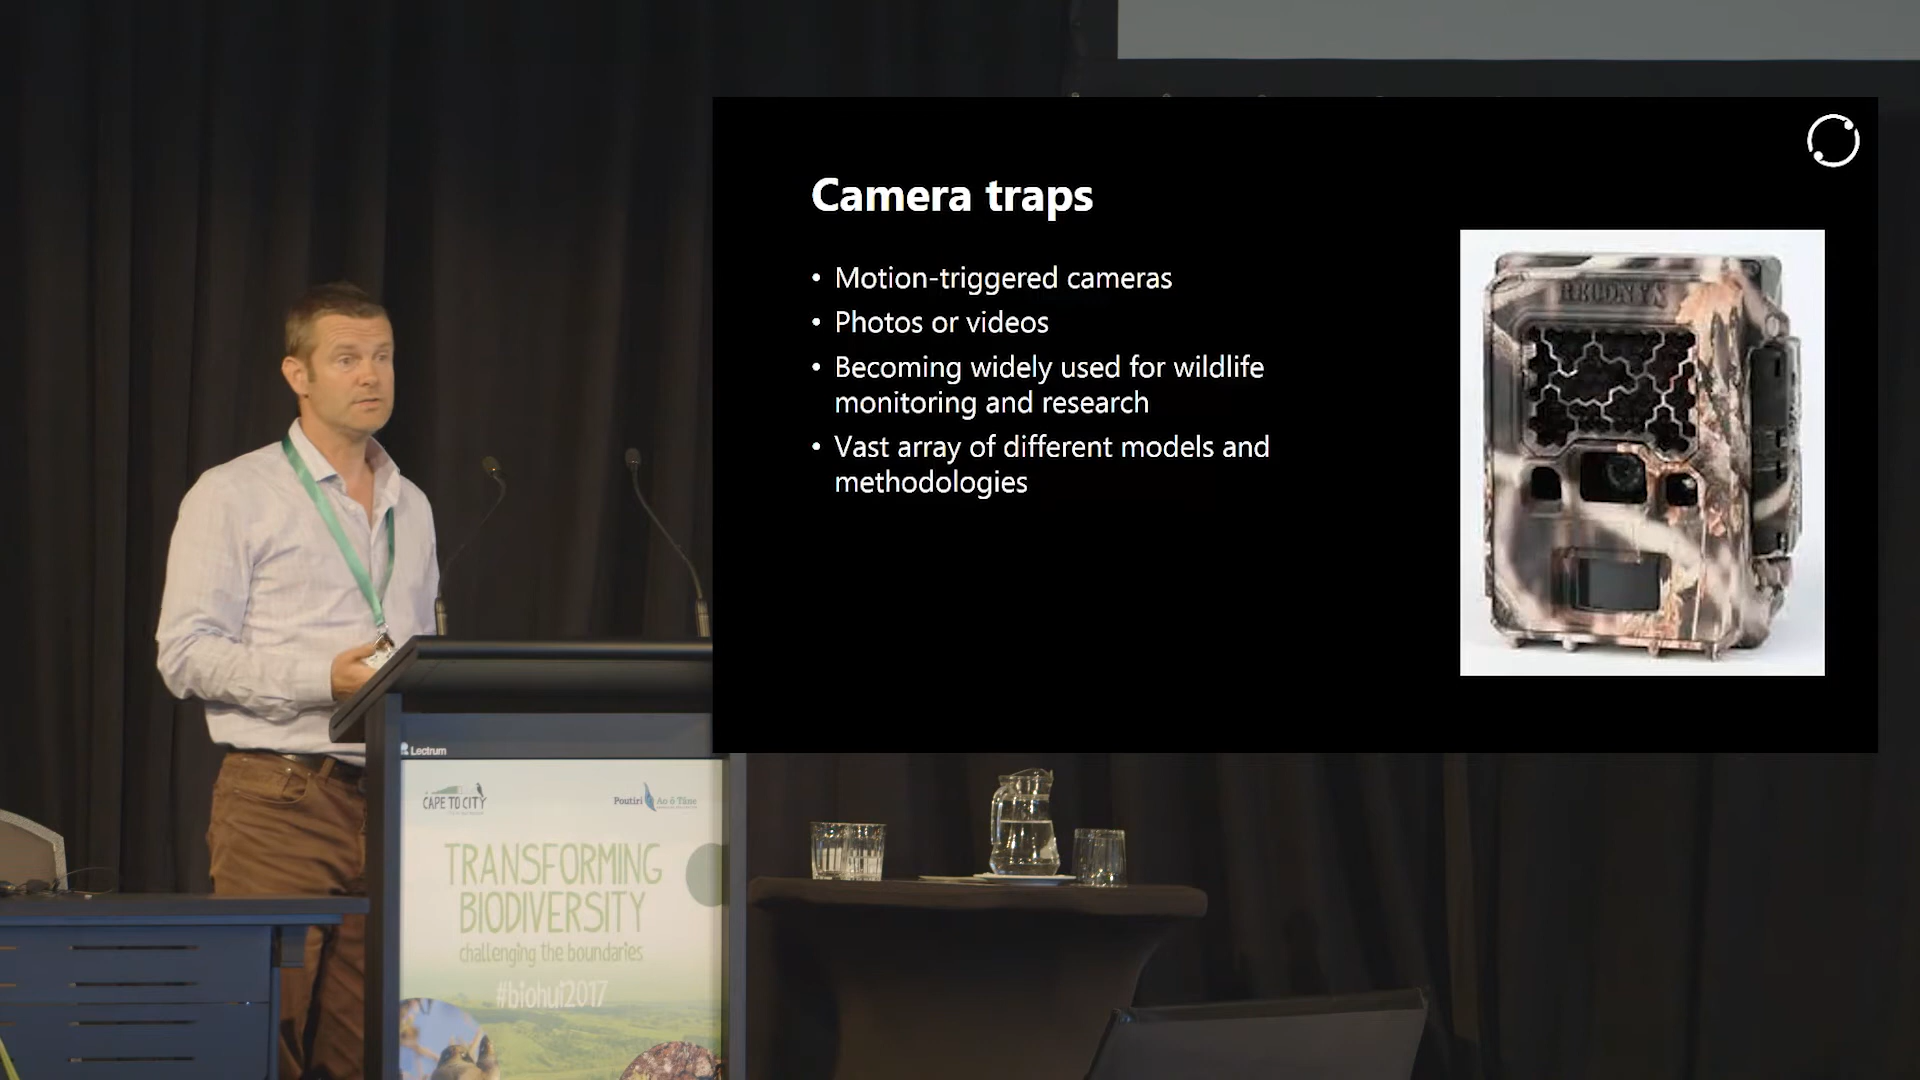 Camera traps
• Motion-triggered cameras
• Photos or videos
• Becoming widely used for wildlife
monitoring and research
• Vast array of different models and
methodologies
RECONYX
Lectrum
CAPE TO CITY
Poutiri Ao ō Tāne
TRANSFORMING
BIODIVERSITY
challenging the boundaries
#biohui2017